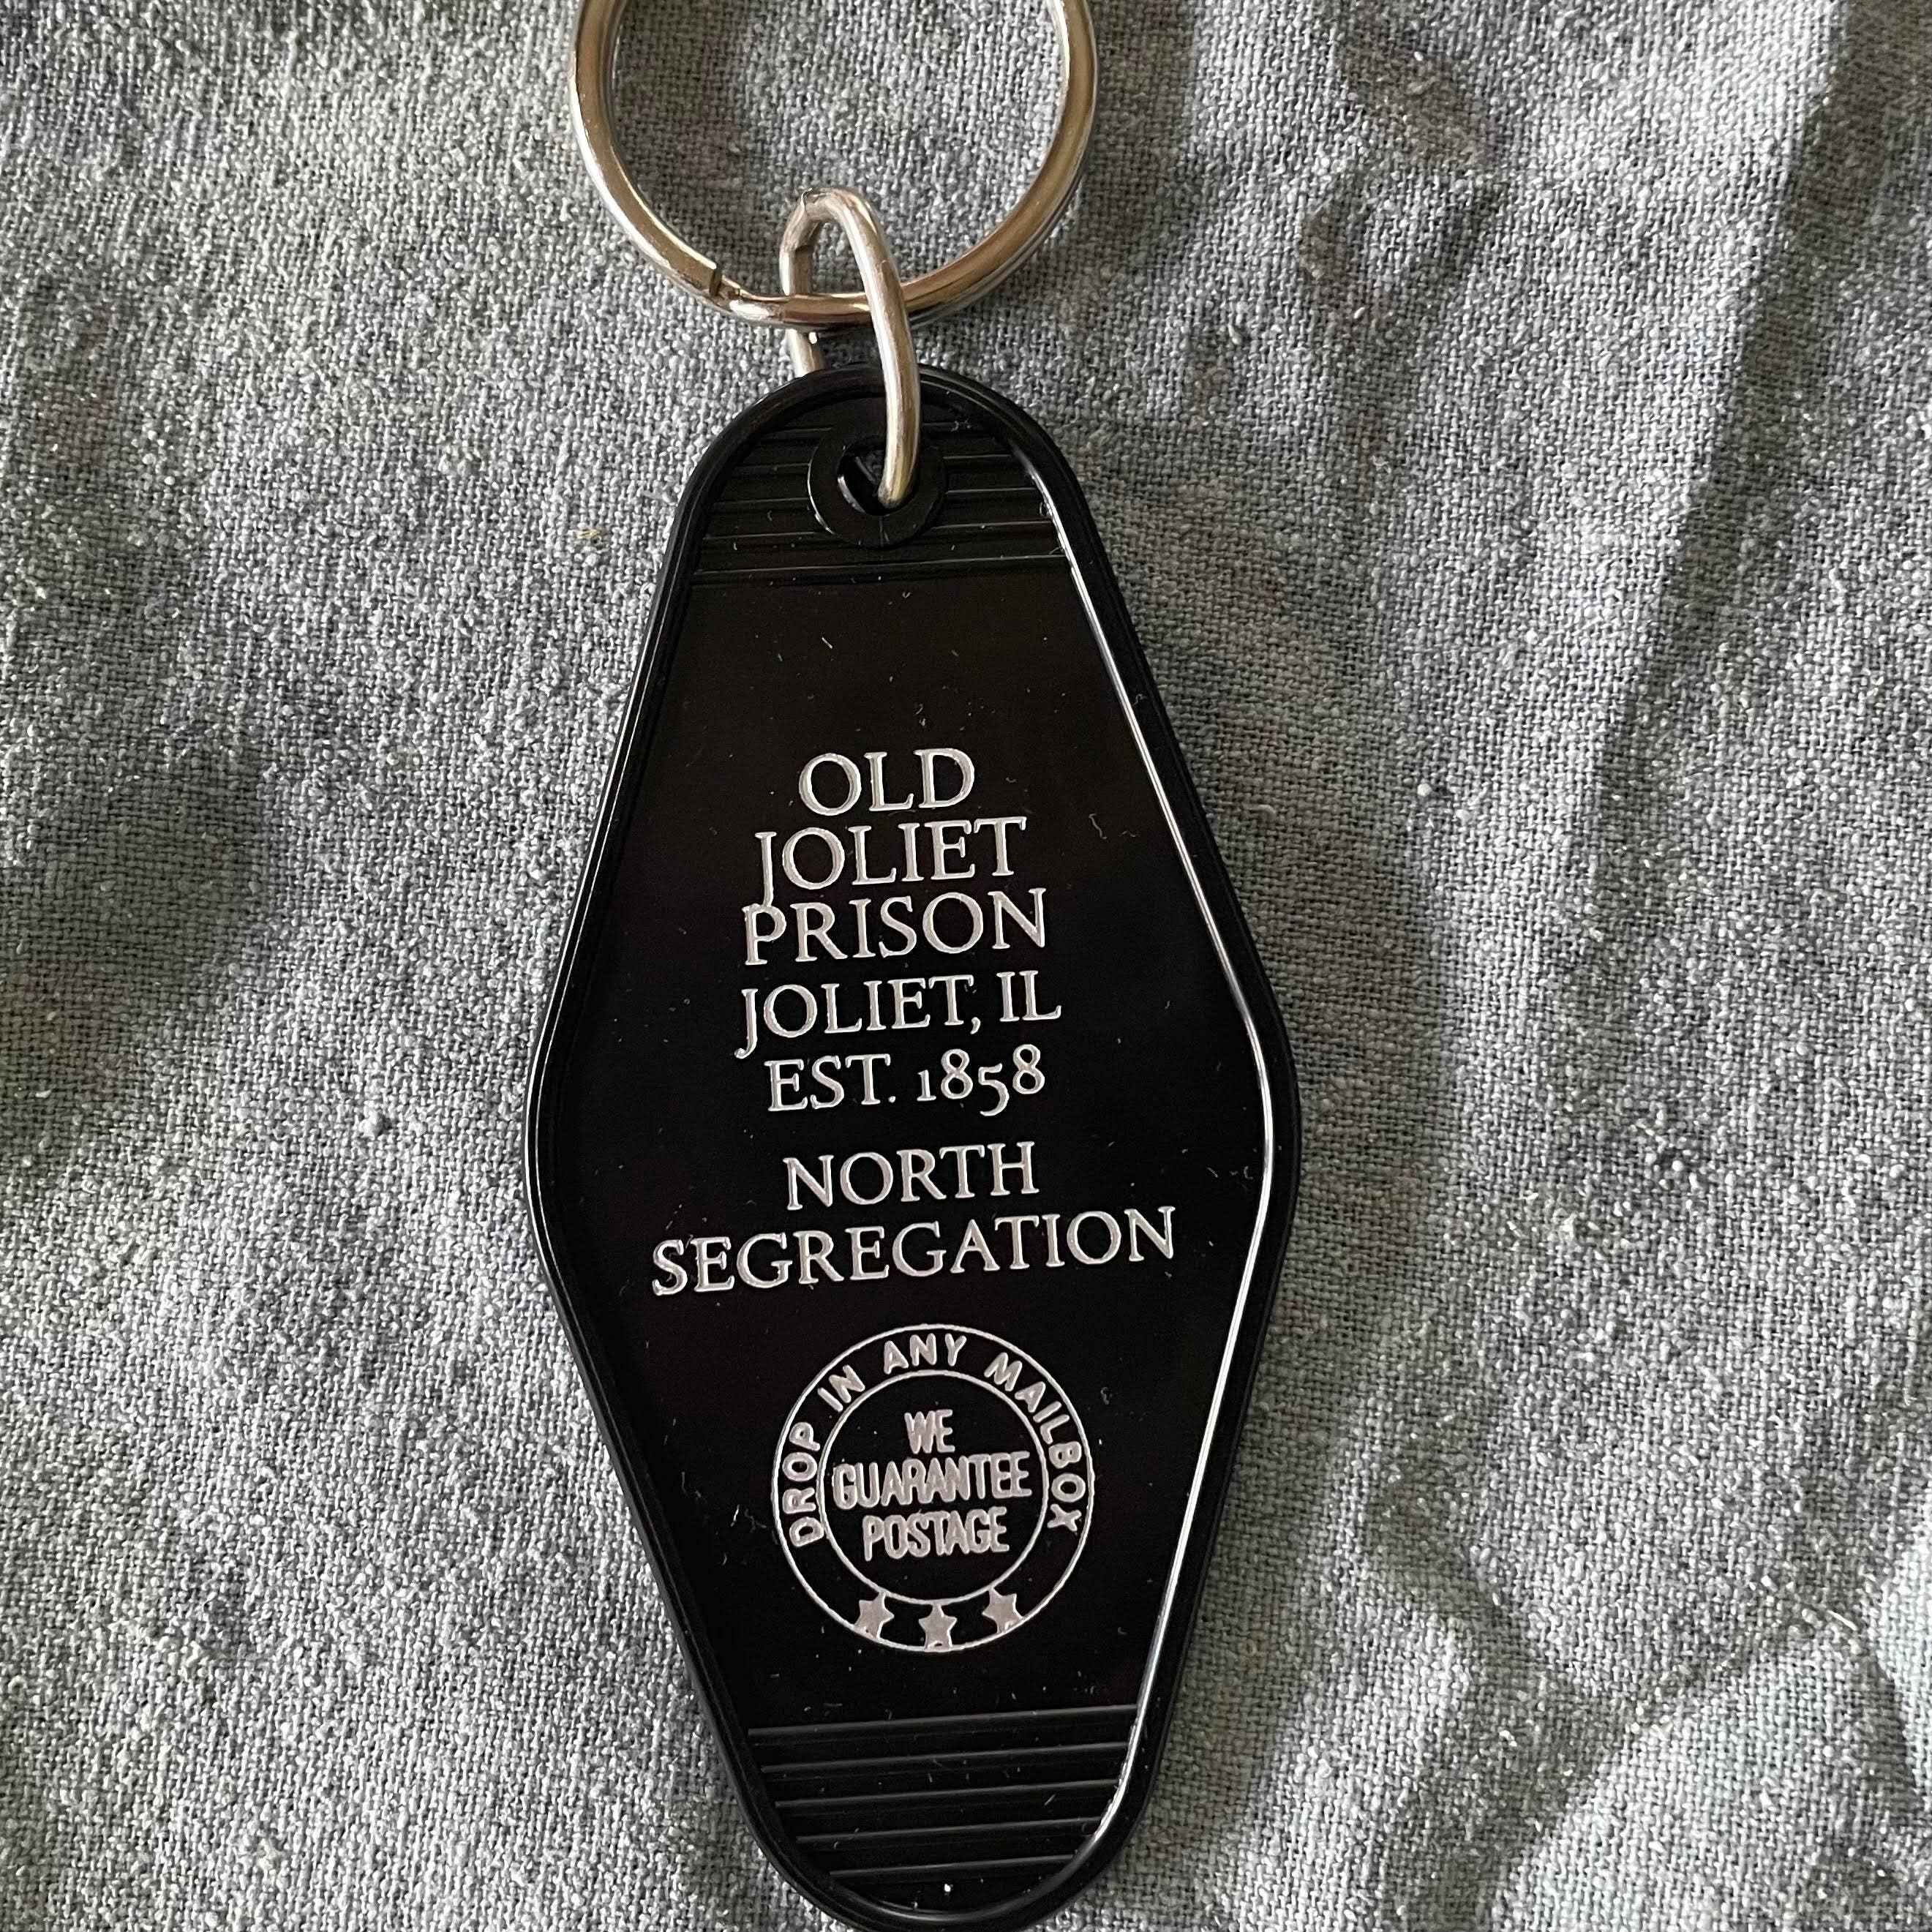 OLD
JOLIET
PRISON
JOLIET, IL
EST. 1858
NORTH
SEGREGATION
DROP IN ANY MAILBOX
WE
GUARANTEE
POSTAGE